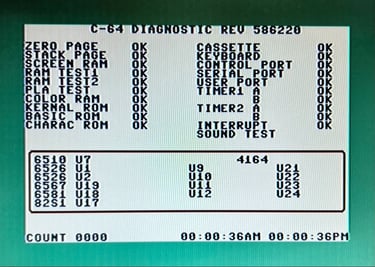 C-64 DIAGNOSTIC REV 586220
ZERO PAGE OK CASSETTE OK
STACK PAGE OK KEYBOARD OK
SCREEN RAM OK CONTROL PORT OK
RAM TEST1 OK SERIAL PORT OK
RAM TEST2 OK USER PORT OK
PLA TEST OK TIMER1 A OK
COLOR RAM OK B OK
KERNAL ROM OK TIMER2 A OK
BASIC ROM OK B OK
CHARAC ROM OK INTERRUPT OK
SOUND TEST
6510 U7 4164
6526 U1 U9 U21
6526 U2 U10 U22
6567 U19 U11 U23
6581 U18 U12 U24
82S1 U17
COUNT 0000 00:00:36AM 00:00:36PM